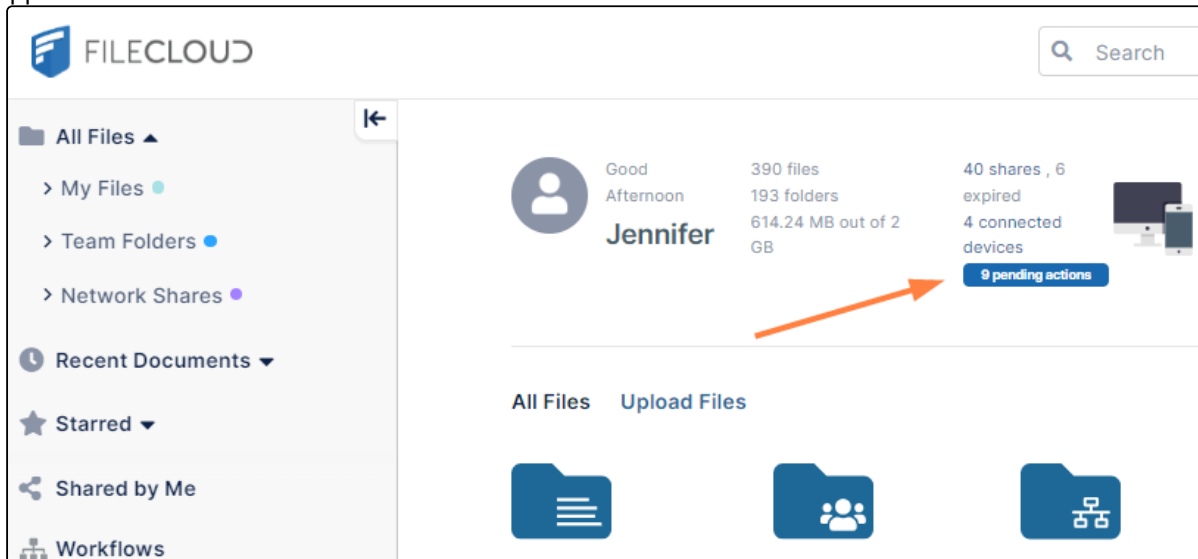 FILECLOUD
Search
All Files
My Files
Team Folders
Network Shares
Recent Documents
Starred
Shared by Me
Workflows
Good
Afternoon
Jennifer
390 files
193 folders
614.24 MB out of 2
GB
40 shares , 6
expired
4 connected
devices
9 pending actions
All Files
Upload Files